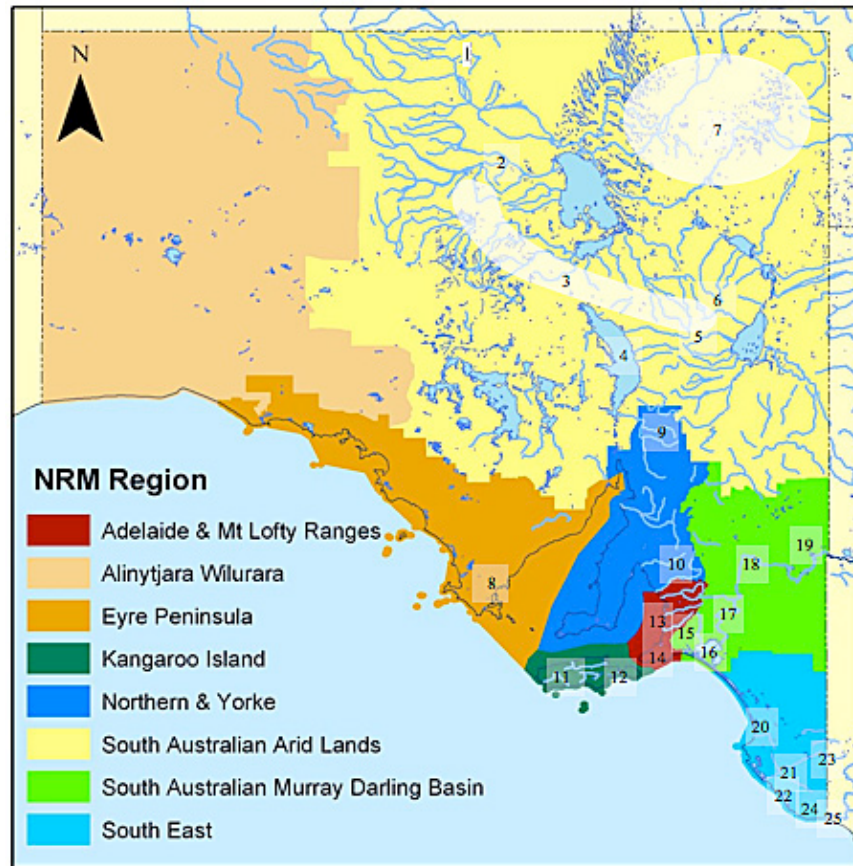 N
1
2
7
3
6
5
4
9
19
10
18
8
17
13
15
16
14
11
12
20
23
21
22
24
25
NRM Region
Adelaide & Mt Lofty Ranges
Alinytjara Wilurara
Eyre Peninsula
Kangaroo Island
Northern & Yorke
South Australian Arid Lands
South Australian Murray Darling Basin
South East